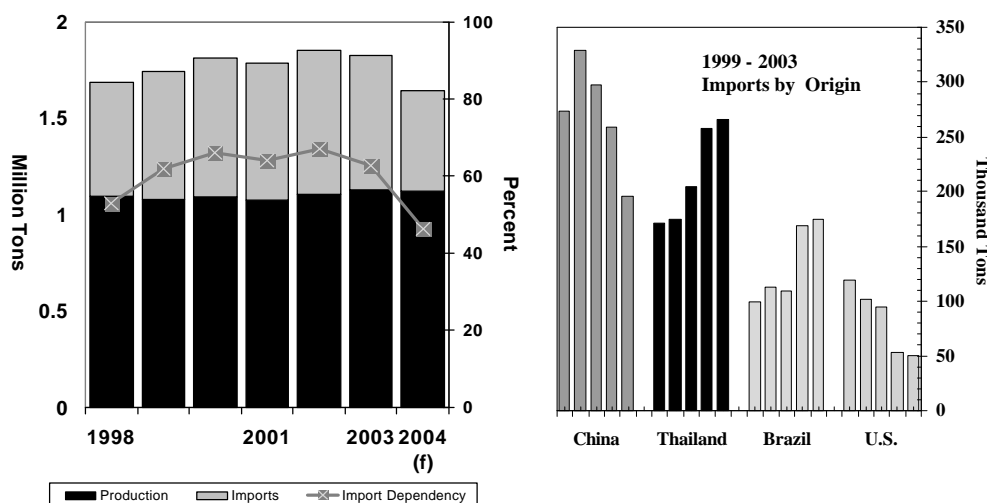 2
1.5
1
0.5
0
Million Tons
100
80
60
40
20
0
Percent
1998
2001
2003
2004
(f)
Production
Imports
Import Dependency
1999 - 2003
Imports by Origin
350
300
250
200
150
100
50
0
Thousand Tons
China
Thailand
Brazil
U.S.